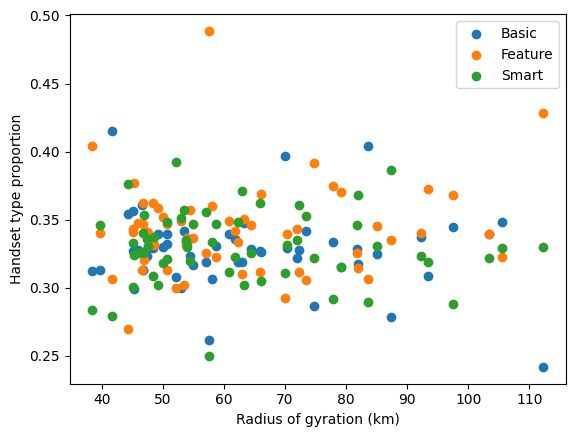 0.50
0.45
0.40
0.35
0.30
0.25
Handset type proportion
Basic
Feature
Smart
40 50 60 70 80 90 100 110
Radius of gyration (km)